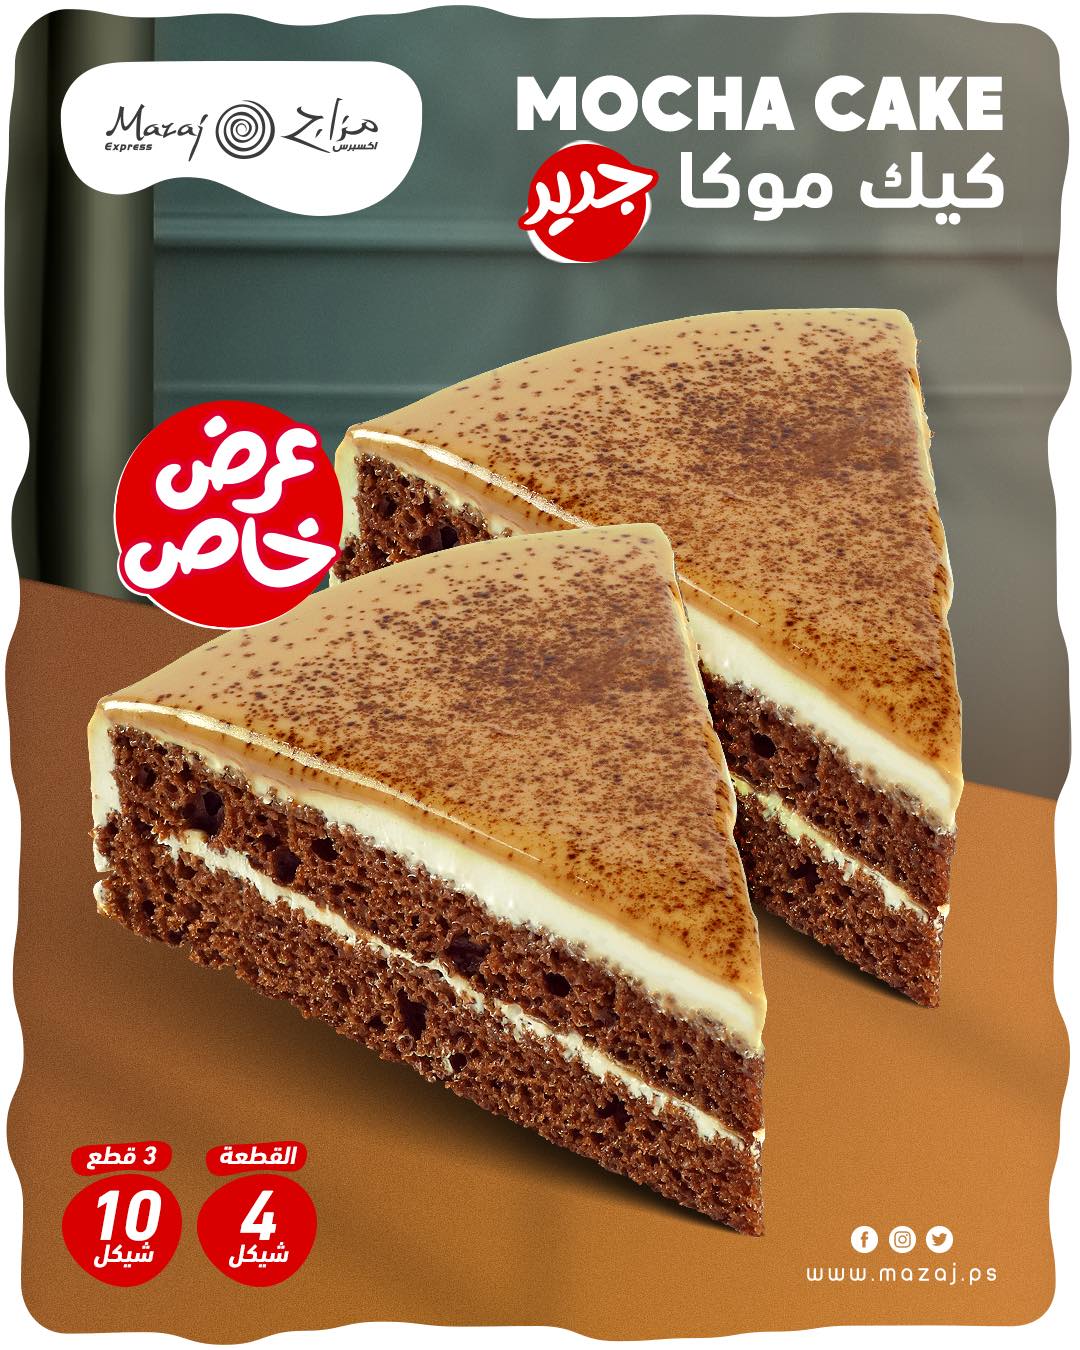 Mazaj
Express
مزاج
اكسبرس
MOCHA CAKE
كيك موكا
جديد
عرض
خاص
القطعة
4
شيكل
3 قطع
10
شيكل
www.mazaj.ps